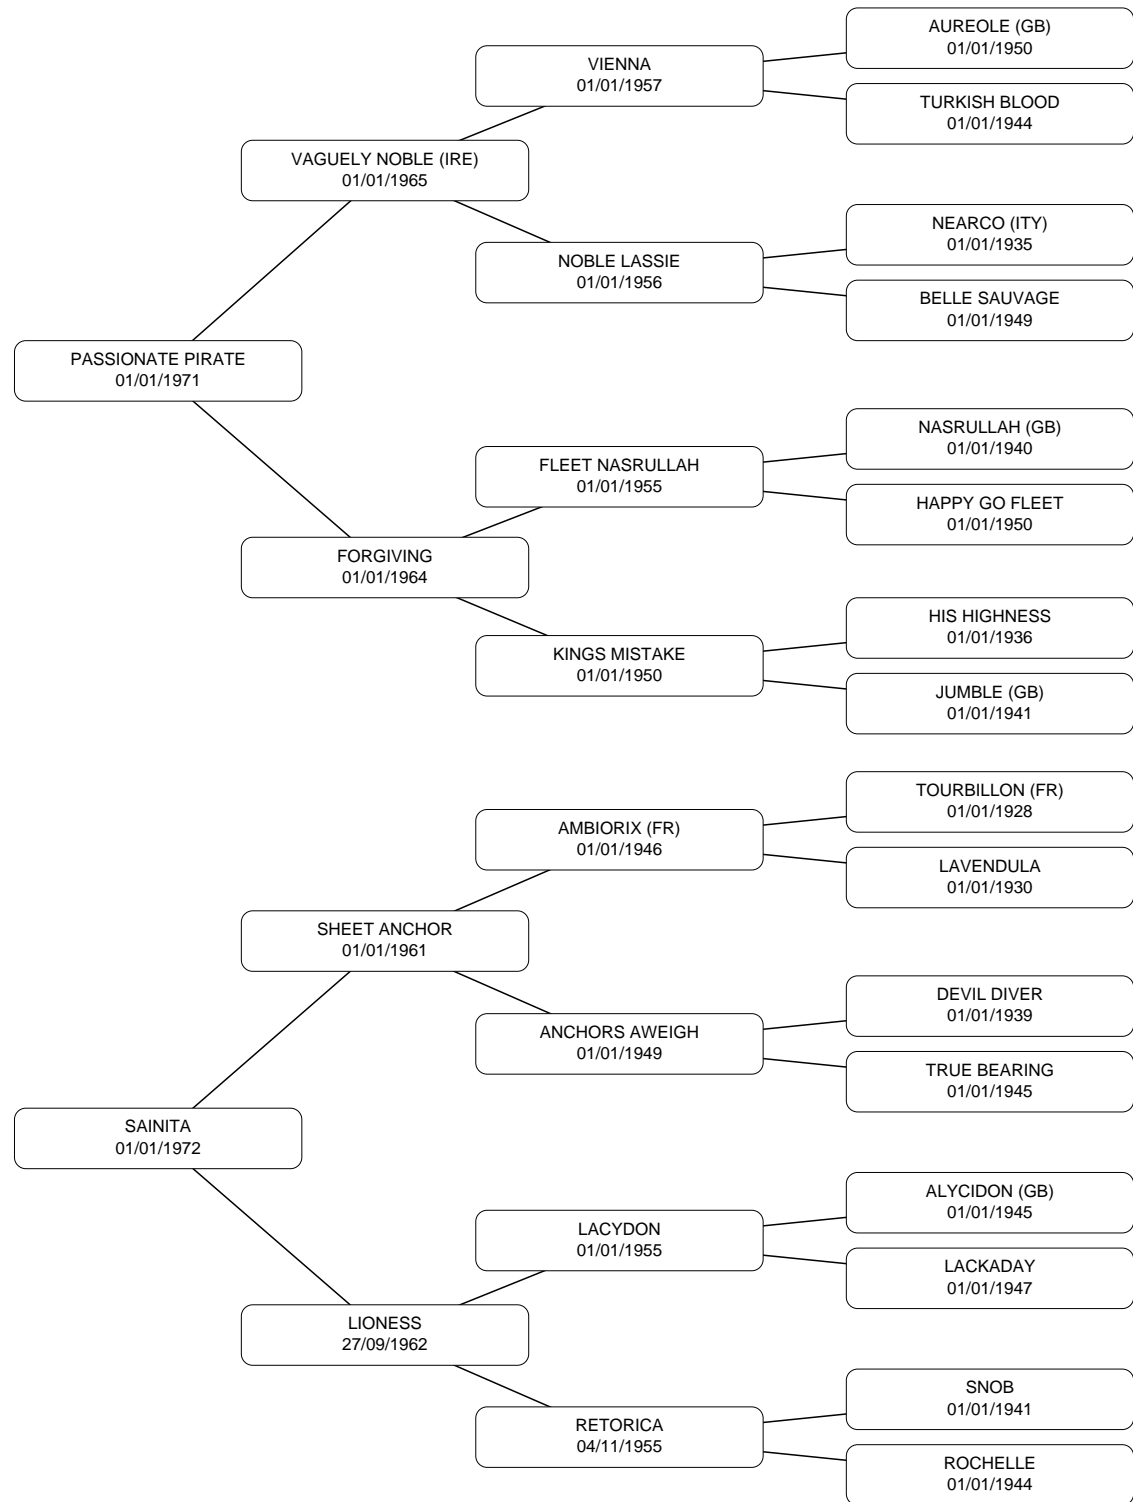 AUREOLE (GB)
01/01/1950
VIENNA
01/01/1957
TURKISH BLOOD
01/01/1944
VAGUELY NOBLE (IRE)
01/01/1965
NEARCO (ITY)
01/01/1935
NOBLE LASSIE
01/01/1956
BELLE SAUVAGE
01/01/1949
PASSIONATE PIRATE
01/01/1971
NASRULLAH (GB)
01/01/1940
FLEET NASRULLAH
01/01/1955
HAPPY GO FLEET
01/01/1950
FORGIVING
01/01/1964
HIS HIGHNESS
01/01/1936
KINGS MISTAKE
01/01/1950
JUMBLE (GB)
01/01/1941
TOURBILLON (FR)
01/01/1928
AMBIORIX (FR)
01/01/1946
LAVENDULA
01/01/1930
SHEET ANCHOR
01/01/1961
DEVIL DIVER
01/01/1939
ANCHORS AWEIGH
01/01/1949
TRUE BEARING
01/01/1945
SAINITA
01/01/1972
ALYCIDON (GB)
01/01/1945
LACYDON
01/01/1955
LACKADAY
01/01/1947
LIONESS
27/09/1962
SNOB
01/01/1941
RETORICA
04/11/1955
ROCHELLE
01/01/1944